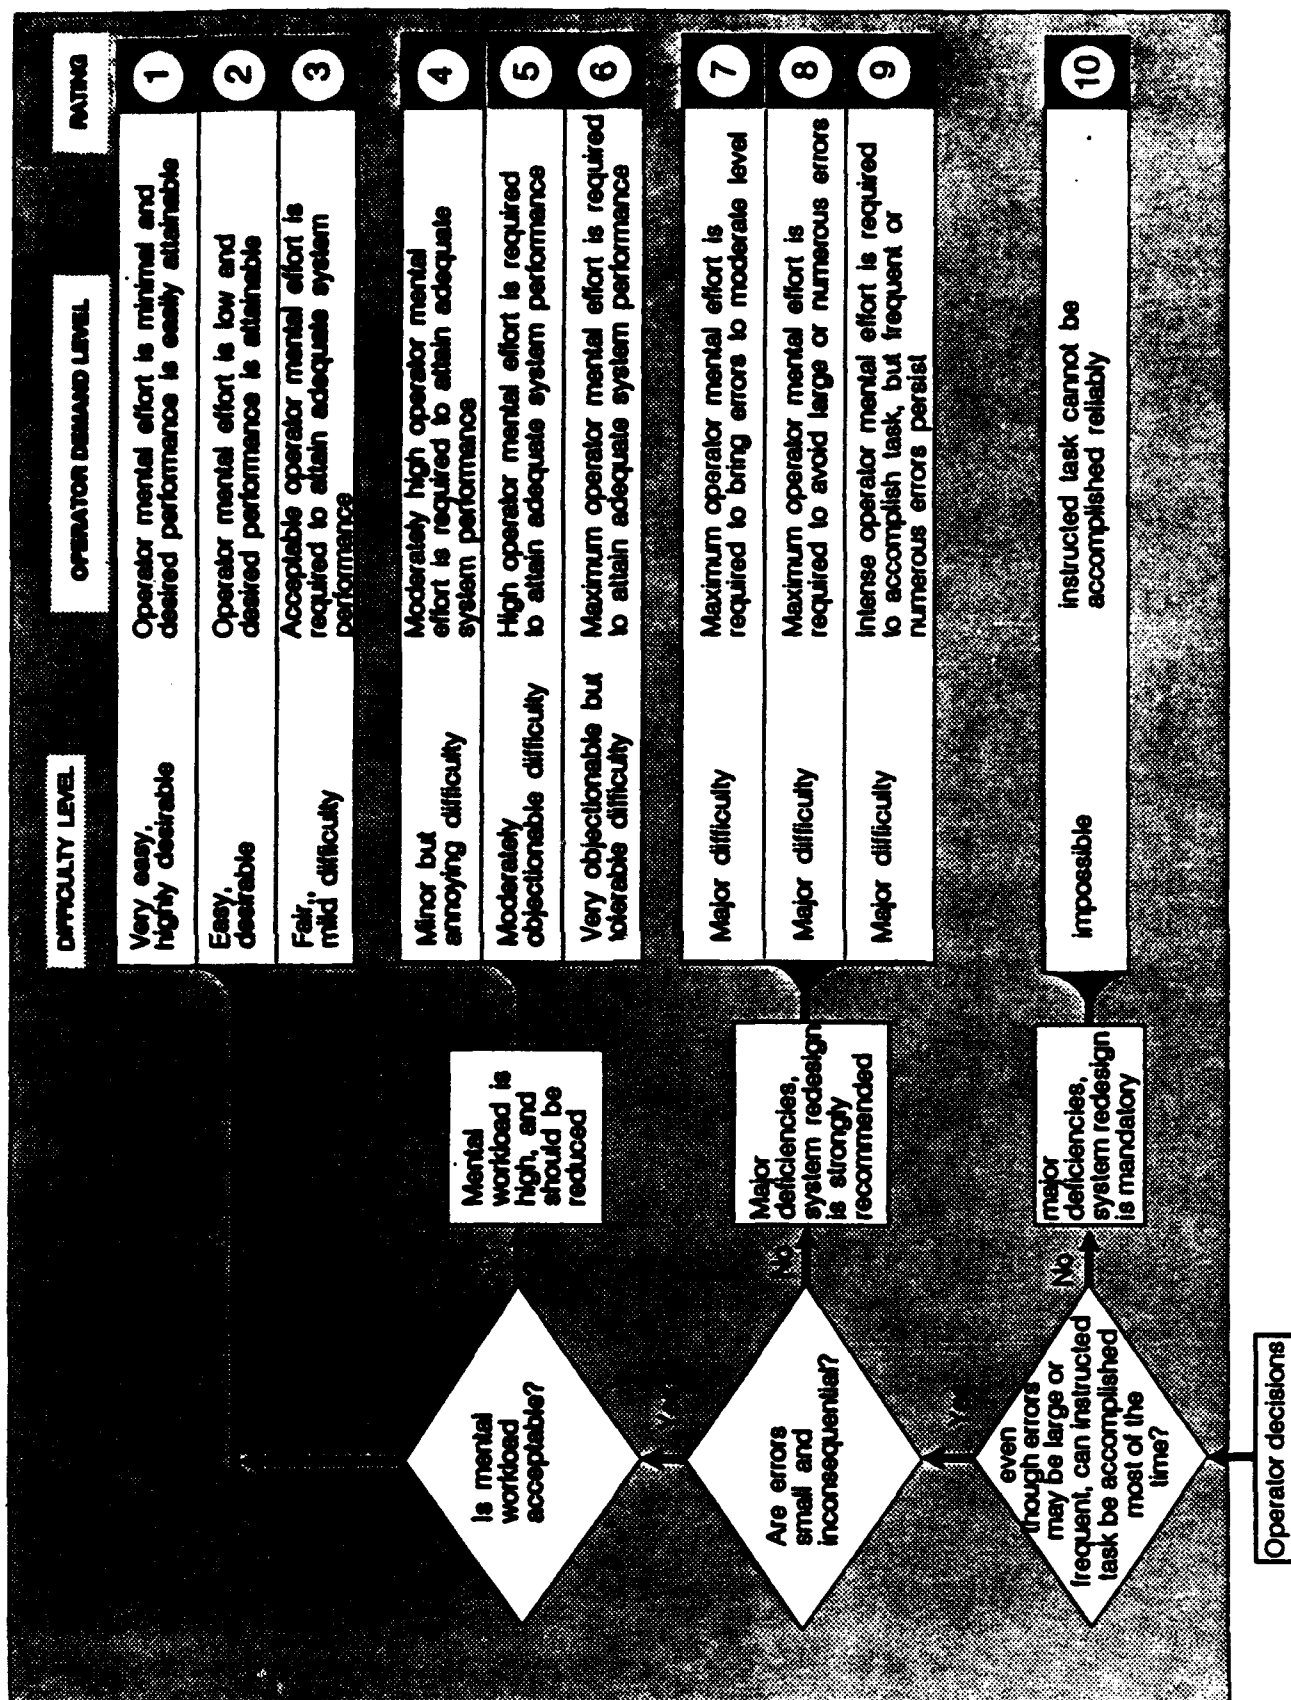 DIFFICULTY LEVEL
OPERATOR DEMAND LEVEL
RATING
Very easy,
highly desirable
Operator mental effort is minimal and
desired performance is easily attainable
1
Easy,
desirable
Operator mental effort is low and
desired performance is attainable
2
Fair,,
mild difficulty
Acceptable operator mental effort is
required to attain adequate system
performance
3
Is mental
workload
acceptable?
Mental
workload is
high, and
should be
reduced
Minor but
annoying difficulty
Moderately high operator mental
effort is required to attain adequate
system performance
4
Moderately
objectionable difficulty
High operator mental effort is required
to attain adequate system performance
5
Very objectionable but
tolerable difficulty
Maximum operator mental effort is required
to attain adequate system performance
6
Yes
Are errors
small and
inconsequential?
No
Major
deficiencies,
system redesign
is strongly
recommended
Major difficulty
Maximum operator mental effort is
required to bring errors to moderate level
7
Major difficulty
Maximum operator mental effort is
required to avoid large or numerous errors
8
Major difficulty
Intense operator mental effort is required
to accomplish task, but frequent or
numerous errors persist
9
Yes
even
though errors
may be large or
frequent, can instructed
task be accomplished
most of the
time?
No
major
deficiencies,
system redesign
is mandatory
impossible
instructed task cannot be
accomplished reliably
10
Operator decisions